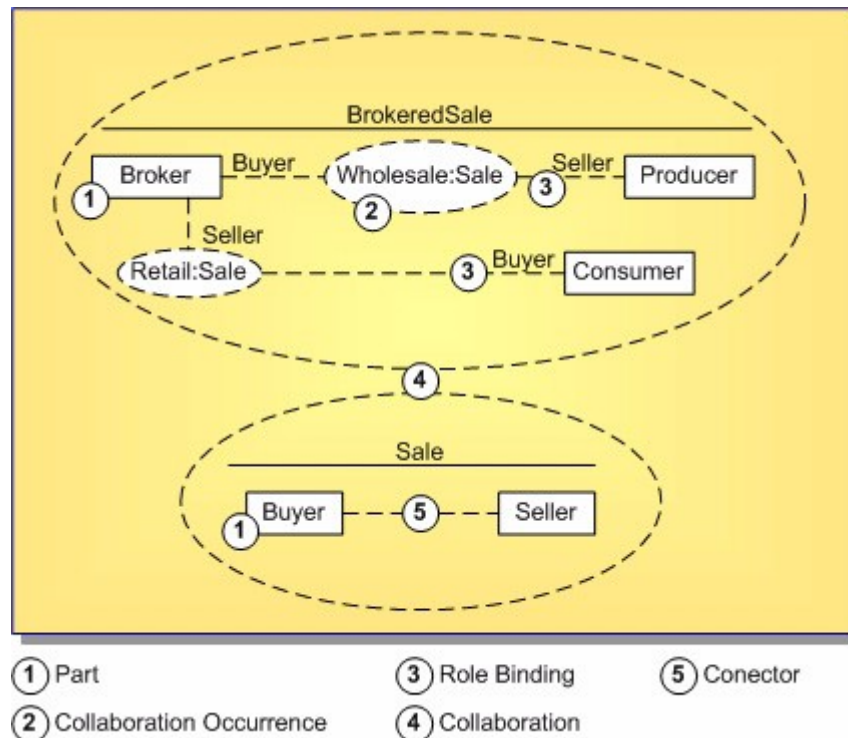 BrokeredSale
Broker Buyer Wholesale:Sale Seller Producer
1 2 3
Seller
Retail:Sale 3 Buyer Consumer
4
Sale
Buyer 5 Seller
1
1 Part 3 Role Binding 5 Conector
2 Collaboration Occurrence 4 Collaboration